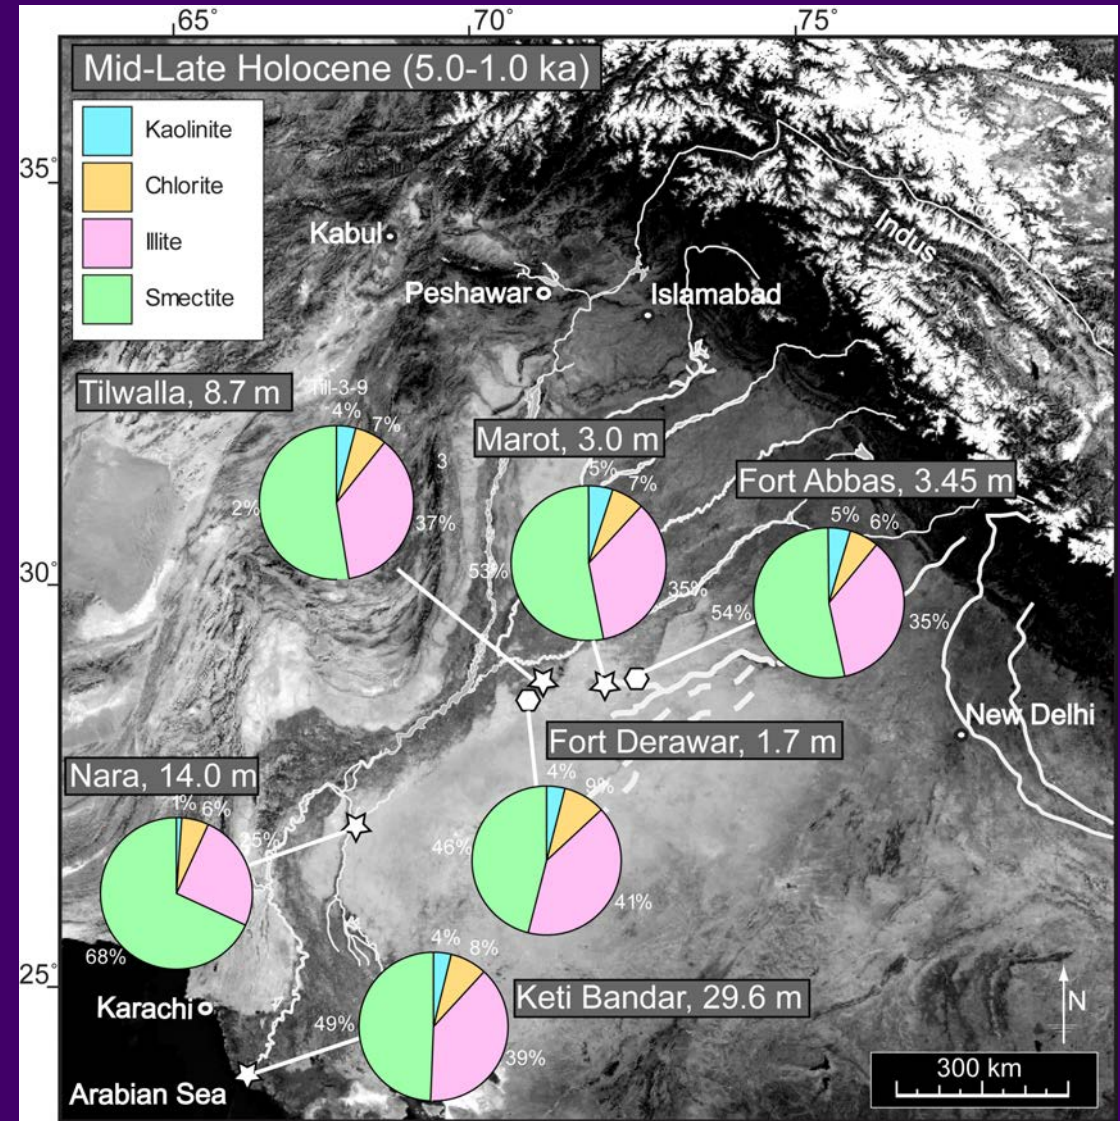 65°
70°
75°
Mid-Late Holocene (5.0-1.0 ka)
Kaolinite
Chlorite
Illite
Smectite
35°
Kabul
Indus
Peshawar
Islamabad
Tilwalla, 8.7 m
Till-3-9
4%
7%
3
37%
2%
Marot, 3.0 m
5%
7%
53%
35%
Fort Abbas, 3.45 m
5%
6%
54%
35%
30°
New Delhi
Fort Derawar, 1.7 m
4%
9%
46%
41%
Nara, 14.0 m
1%
6%
25%
68%
25°
Karachi
4%
8%
49%
39%
Keti Bandar, 29.6 m
N
300 km
Arabian Sea